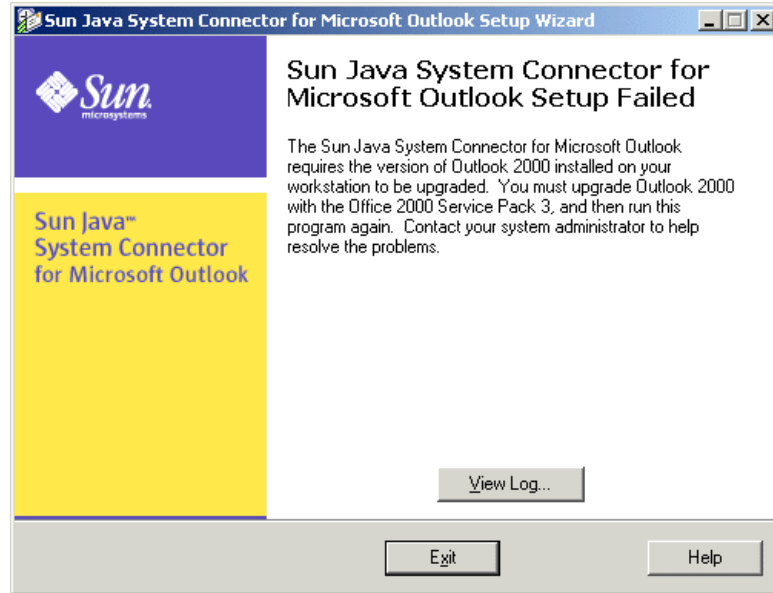 Sun Java System Connector for Microsoft Outlook Setup Wizard
Sun
microsystems
Sun Java™
System Connector
for Microsoft Outlook
Sun Java System Connector for
Microsoft Outlook Setup Failed
The Sun Java System Connector for Microsoft Outlook
requires the version of Outlook 2000 installed on your
workstation to be upgraded.  You must upgrade Outlook 2000
with the Office 2000 Service Pack 3, and then run this
program again.  Contact your system administrator to help
resolve the problems.
View Log...
Exit
Help